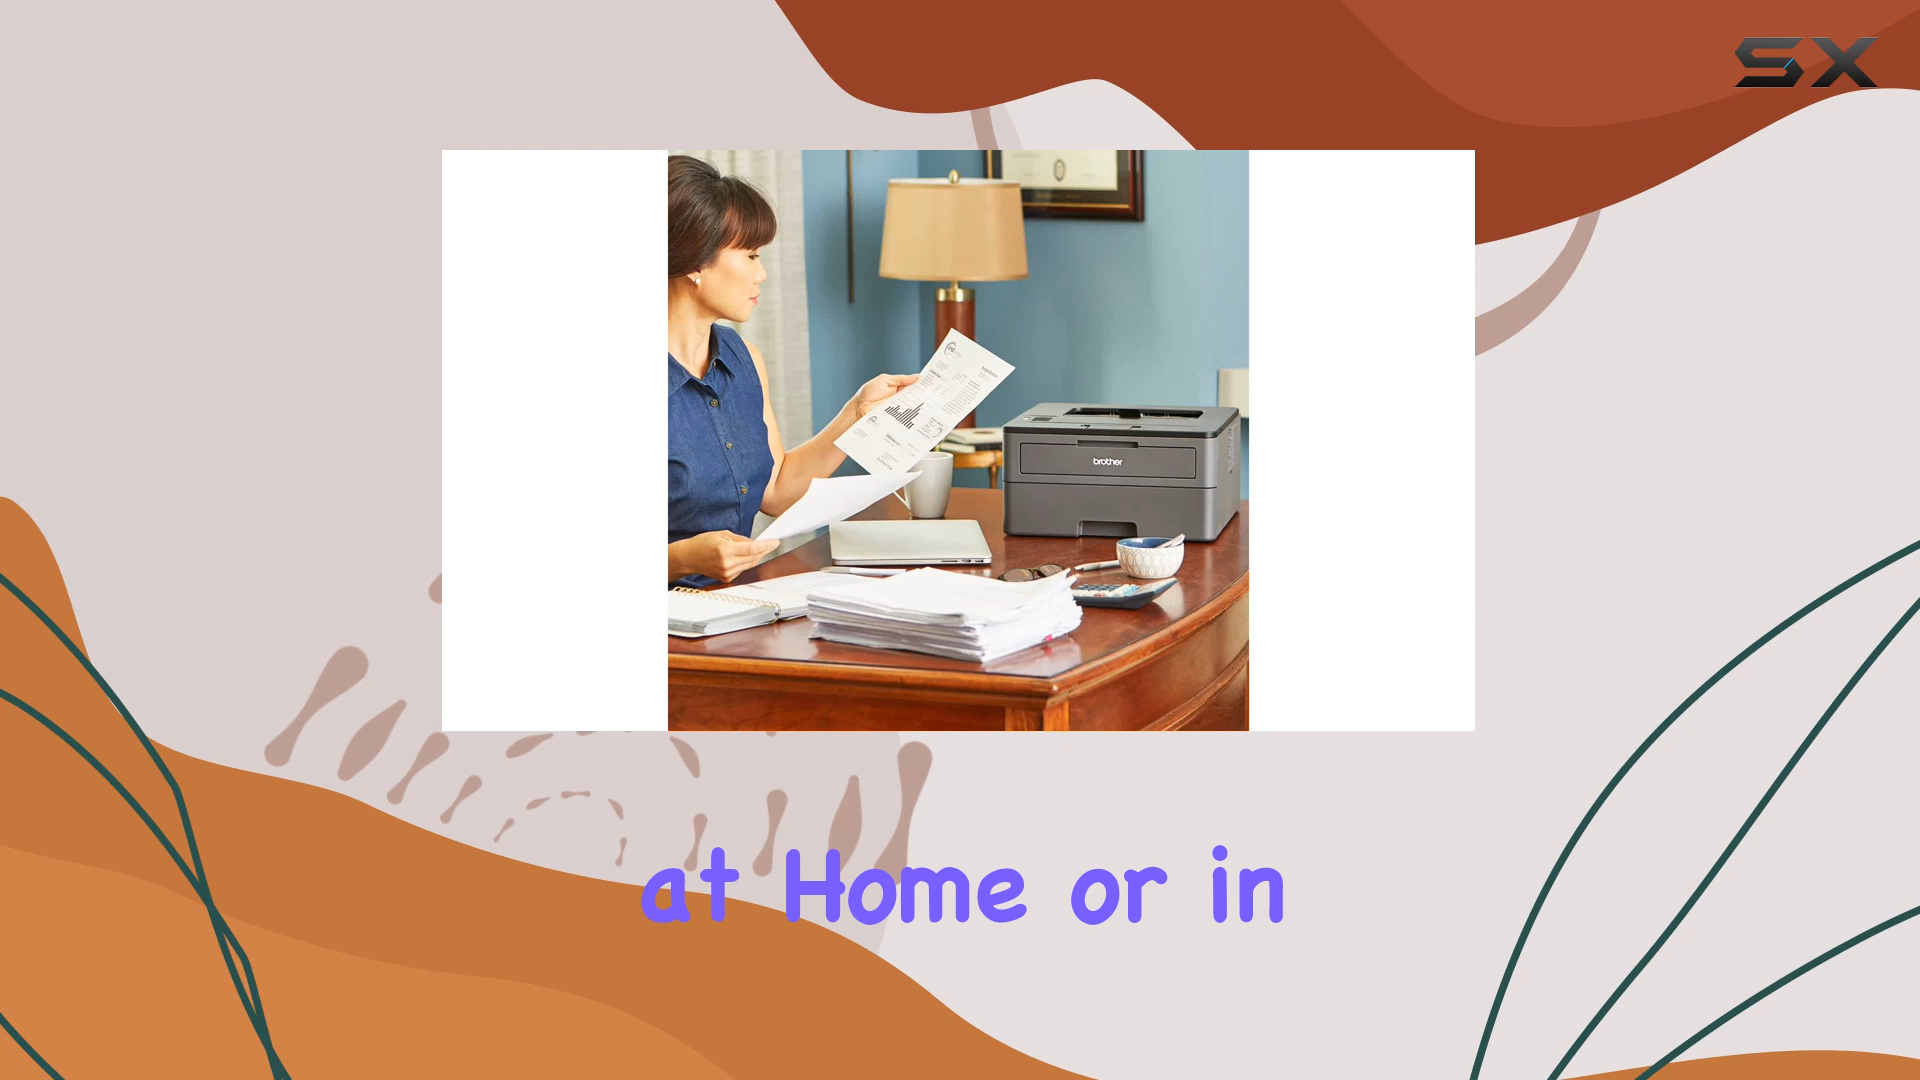 SX
brother
at Home or in